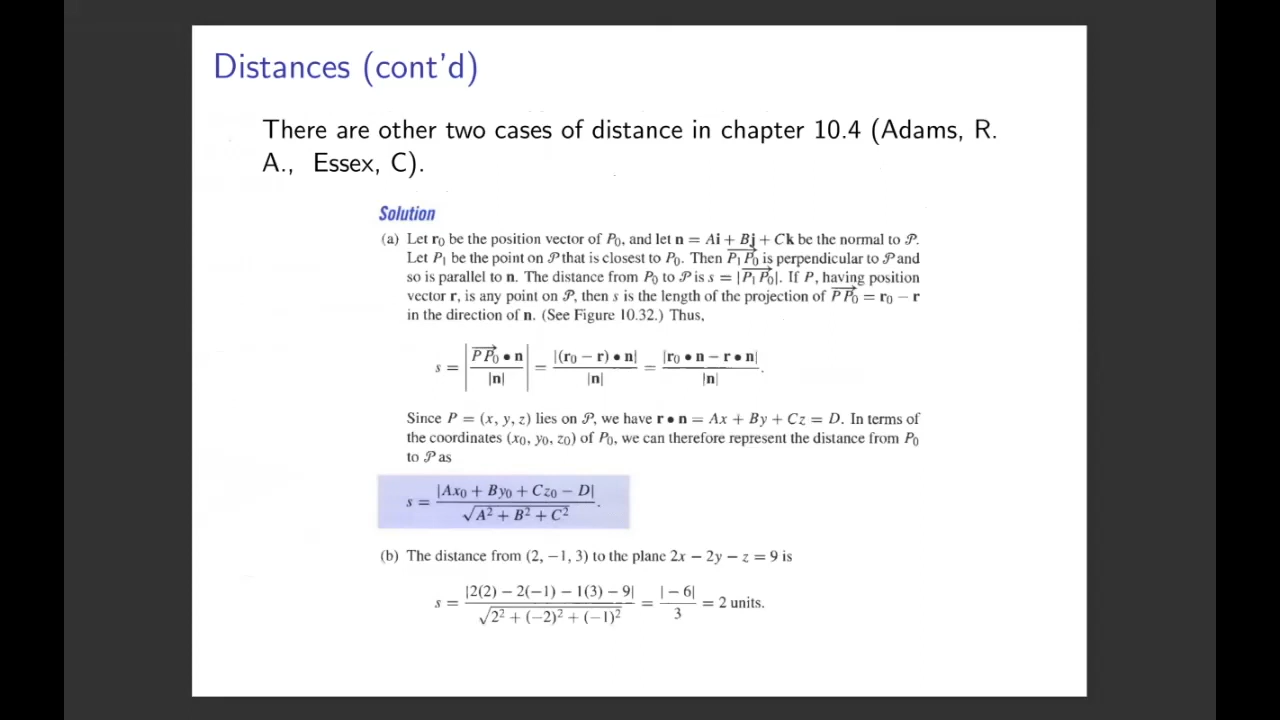 Distances (cont'd)
There are other two cases of distance in chapter 10.4 (Adams, R.
A., Essex, C).
Solution
(a) Let r₀ be the position vector of P₀, and let n = Ai + Bj + Ck be the normal to 𝒫.
Let P₁ be the point on 𝒫 that is closest to P₀. Then \overrightarrow{P₁P₀} is perpendicular to 𝒫 and
so is parallel to n. The distance from P₀ to 𝒫 is s = |\overrightarrow{P₁P₀}|. If P, having position
vector r, is any point on 𝒫, then s is the length of the projection of \overrightarrow{PP₀} = r₀ − r
in the direction of n. (See Figure 10.32.) Thus,
s = |\overrightarrow{PP₀} • n / |n|| = |(r₀ − r) • n| / |n| = |r₀ • n − r • n| / |n|.
Since P = (x, y, z) lies on 𝒫, we have r • n = Ax + By + Cz = D. In terms of
the coordinates (x₀, y₀, z₀) of P₀, we can therefore represent the distance from P₀
to 𝒫 as
s = |Ax₀ + By₀ + Cz₀ − D| / √(A² + B² + C²).
(b) The distance from (2, −1, 3) to the plane 2x − 2y − z = 9 is
s = |2(2) − 2(−1) − 1(3) − 9| / √(2² + (−2)² + (−1)²) = |− 6| / 3 = 2 units.